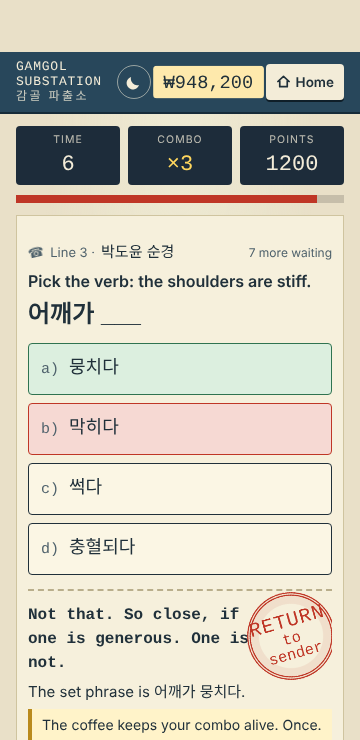 GAMGOL
SUBSTATION
감골 파출소
₩948,200
Home
TIME
6
COMBO
×3
POINTS
1200
☎ Line 3 · 박도윤 순경
7 more waiting
Pick the verb: the shoulders are stiff.
어깨가 ____
a) 뭉치다
b) 막히다
c) 썩다
d) 충혈되다
Not that. So close, if
one is generous. One is
not.
RETURN
to
sender
The set phrase is 어깨가 뭉치다.
The coffee keeps your combo alive. Once.